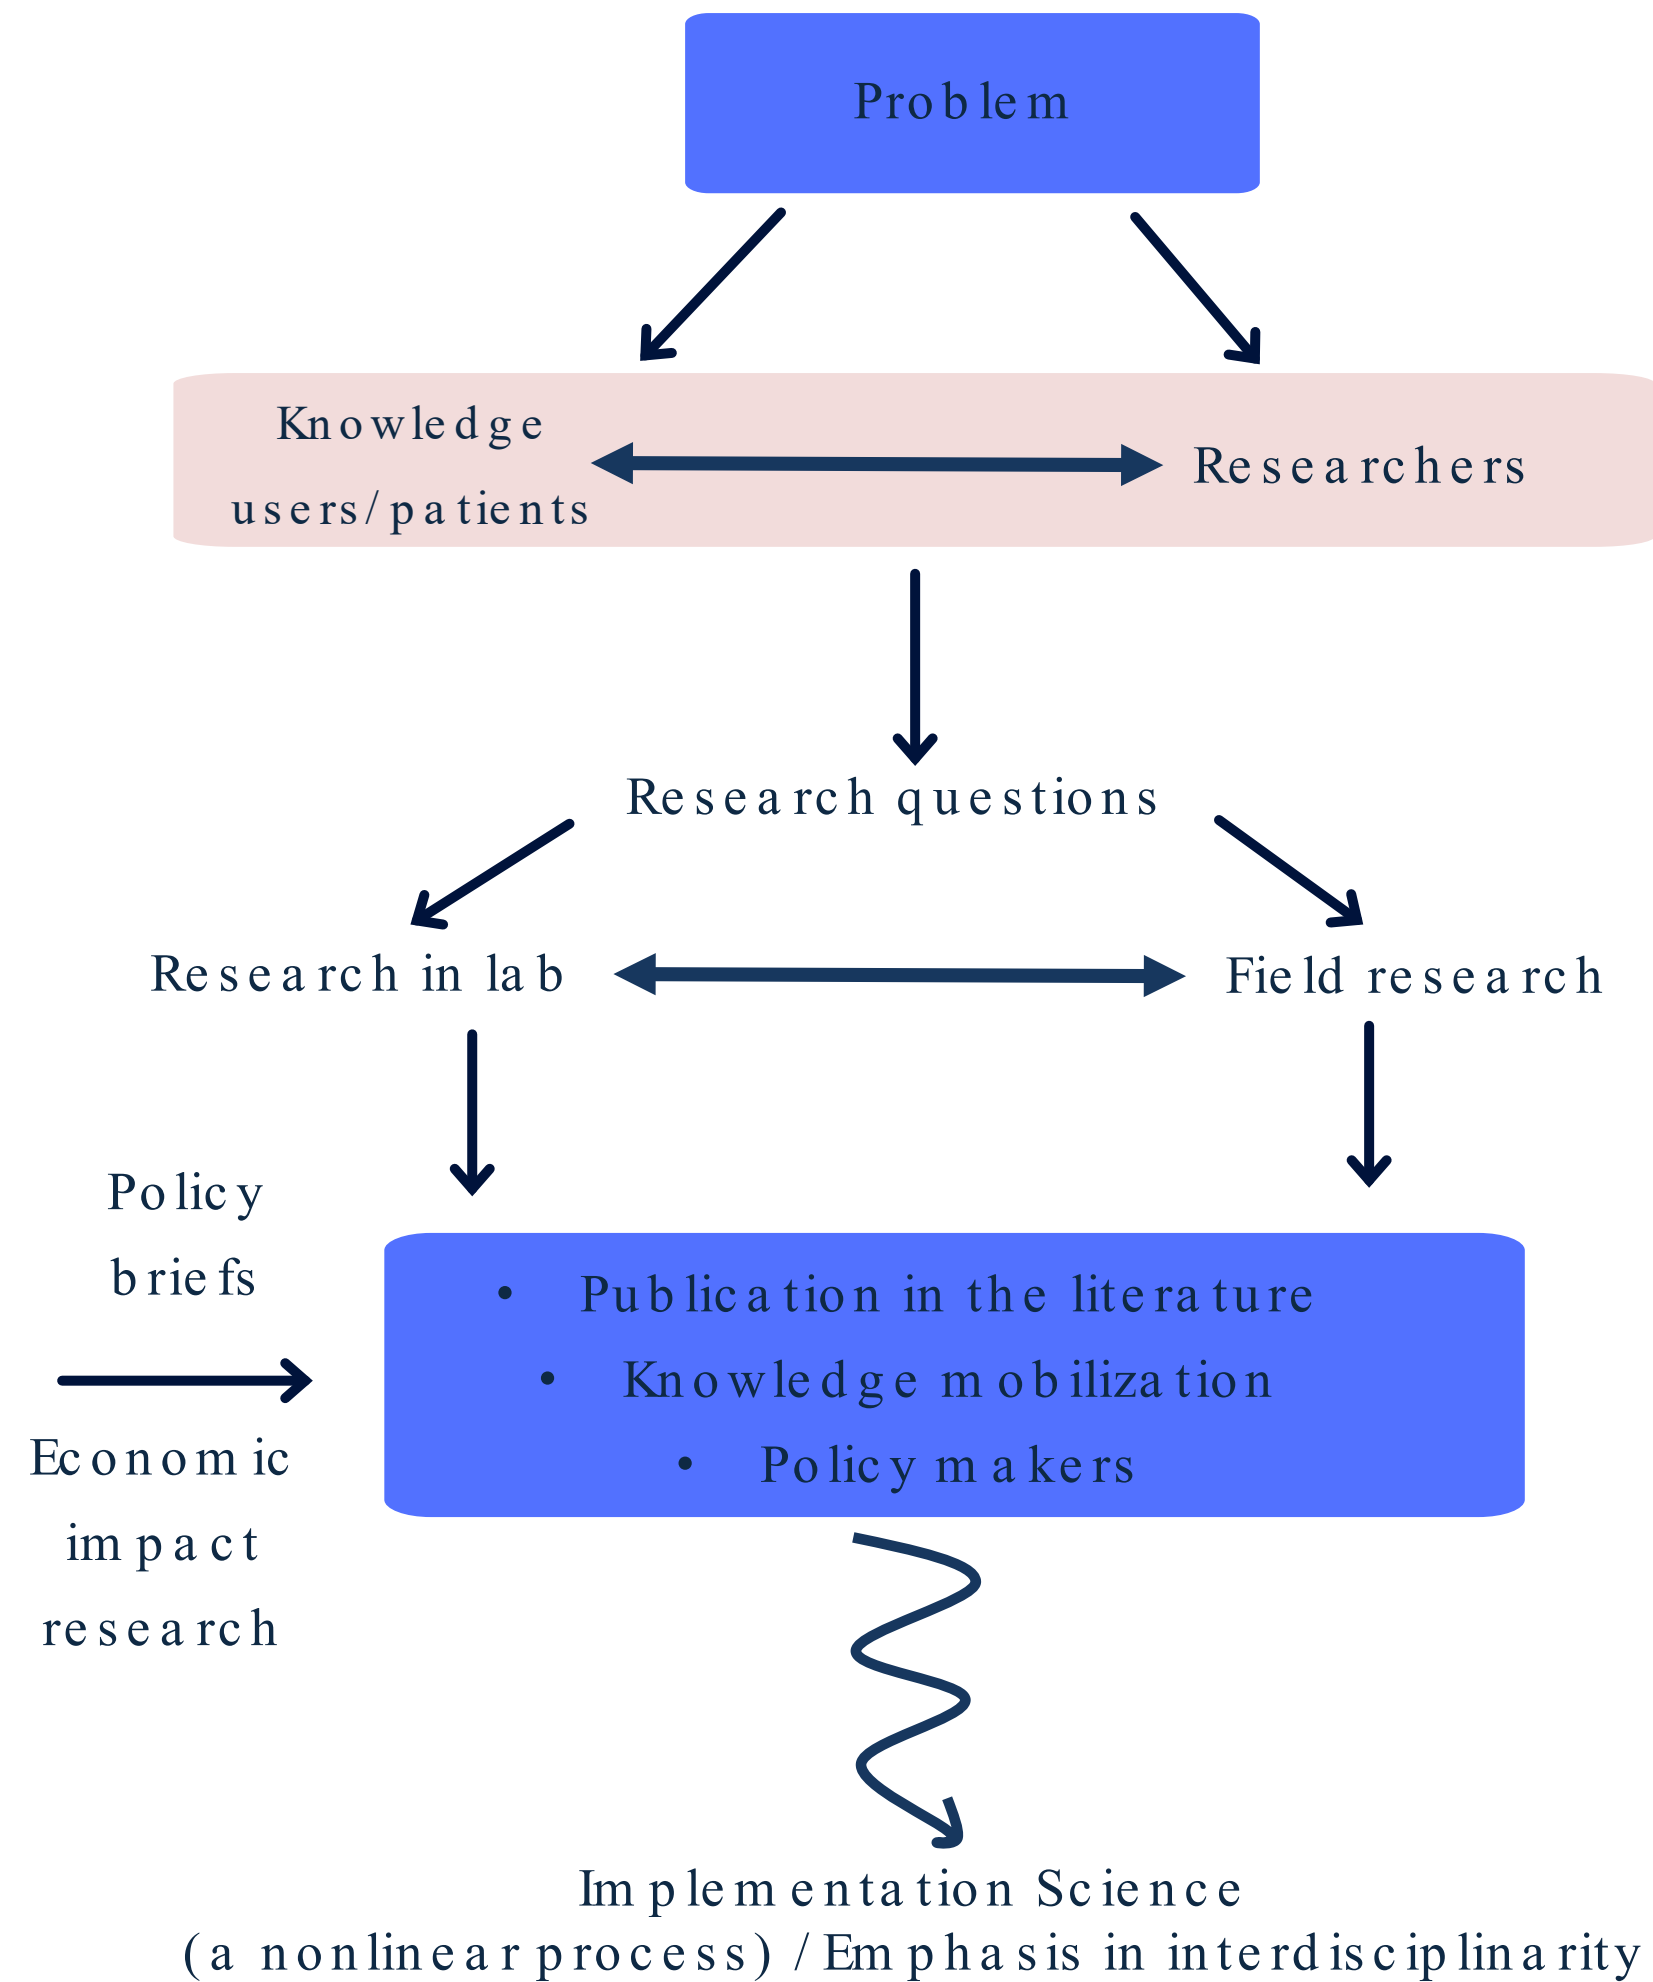 Problem
Knowledge
users/patients
Researchers
Research questions
Research in lab
Field research
Policy
briefs
Economic
impact
research
• Publication in the literature
• Knowledge mobilization
• Policy makers
Implementation Science
(a nonlinear process) / Emphasis in interdisciplinarity